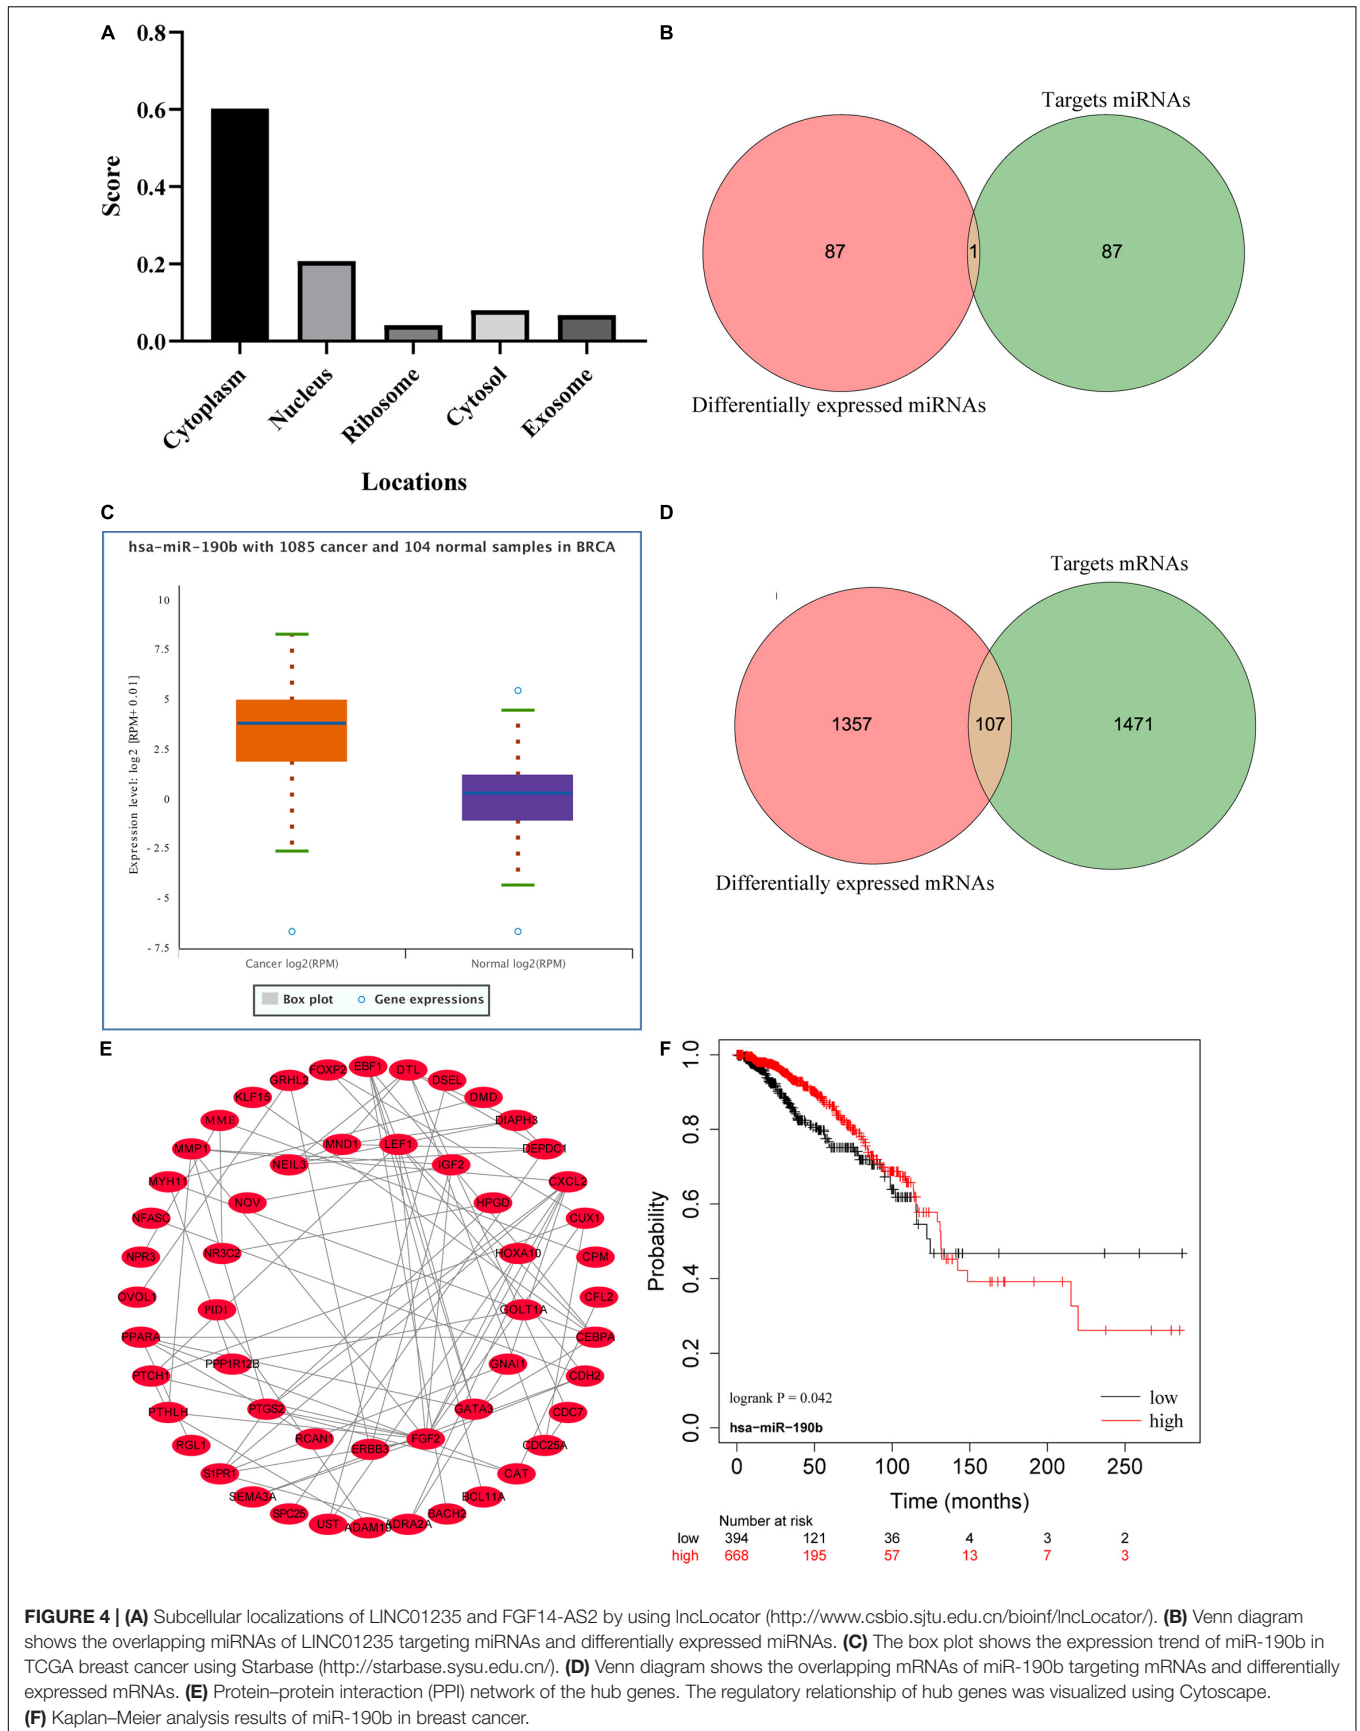 A
0.8
0.6
0.4
0.2
0.0
Score
Cytoplasm
Nucleus
Ribosome
Cytosol
Exosome
Locations
B
Targets miRNAs
87
1
87
Differentially expressed miRNAs
C
hsa-miR-190b with 1085 cancer and 104 normal samples in BRCA
10
7.5
5
2.5
0
-2.5
-5
-7.5
Expression level: log2 [RPM+ 0.01]
Cancer log2(RPM)
Normal log2(RPM)
Box plot
Gene expressions
D
Targets mRNAs
1357
107
1471
Differentially expressed mRNAs
E
FOXP2
EBF1
DTL
GRHL2
DSEL
KLF15
DMD
MME
DIAPH3
MND1
LEF1
MMP1
DEPDC1
NEIL3
IGF2
MYH11
CXCL2
NOV
HPGD
NFASC
CUX1
NPR3
NR3C2
HOXA10
CPM
OVOL1
CFL2
PID1
GOLT1A
PPARA
CEBPA
PTCH1
PPP1R12B
GNAI1
CDH2
PTHLH
PTGS2
GATA3
CDC7
RGL1
RCAN1
ERBB3
FGF2
CDC25A
S1PR1
CAT
SEMA3A
BCL11A
SPC25
BACH2
UST
ADAM19
ADRA2A
F
1.0
0.8
0.6
0.4
0.2
0.0
Probability
logrank P = 0.042
hsa-miR-190b
low
high
0 50 100 150 200 250
Time (months)
Number at risk
low 394 121 36 4 3 2
high 668 195 57 13 7 3
FIGURE 4 | (A) Subcellular localizations of LINC01235 and FGF14-AS2 by using lncLocator (http://www.csbio.sjtu.edu.cn/bioinf/lncLocator/). (B) Venn diagram
shows the overlapping miRNAs of LINC01235 targeting miRNAs and differentially expressed miRNAs. (C) The box plot shows the expression trend of miR-190b in
TCGA breast cancer using Starbase (http://starbase.sysu.edu.cn/). (D) Venn diagram shows the overlapping mRNAs of miR-190b targeting mRNAs and differentially
expressed mRNAs. (E) Protein–protein interaction (PPI) network of the hub genes. The regulatory relationship of hub genes was visualized using Cytoscape.
(F) Kaplan–Meier analysis results of miR-190b in breast cancer.